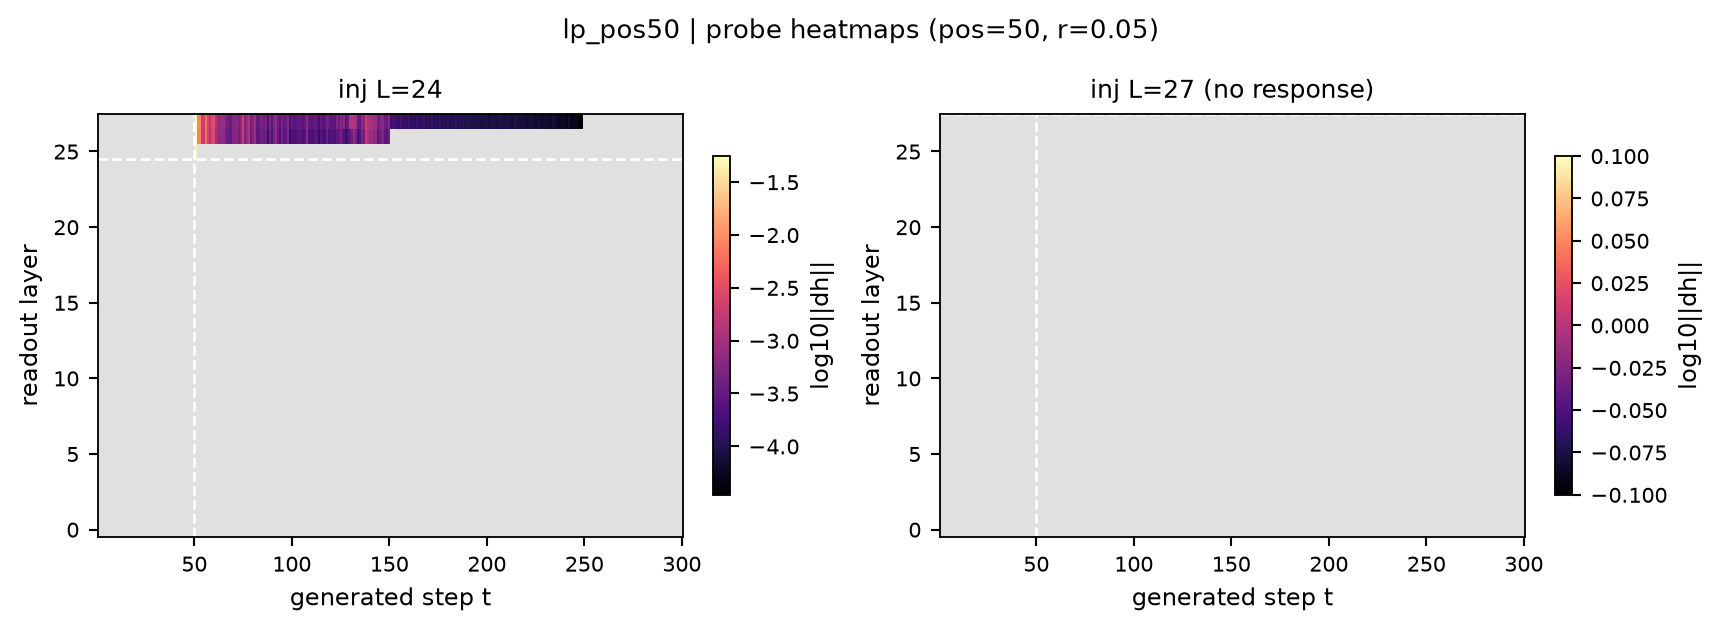 lp_pos50 | probe heatmaps (pos=50, r=0.05)
inj L=24
25
20
15
10
5
0
readout layer
50 100 150 200 250 300
generated step t
−1.5
−2.0
−2.5
−3.0
−3.5
−4.0
log10||dh||
inj L=27 (no response)
25
20
15
10
5
0
readout layer
50 100 150 200 250 300
generated step t
0.100
0.075
0.050
0.025
0.000
−0.025
−0.050
−0.075
−0.100
log10||dh||